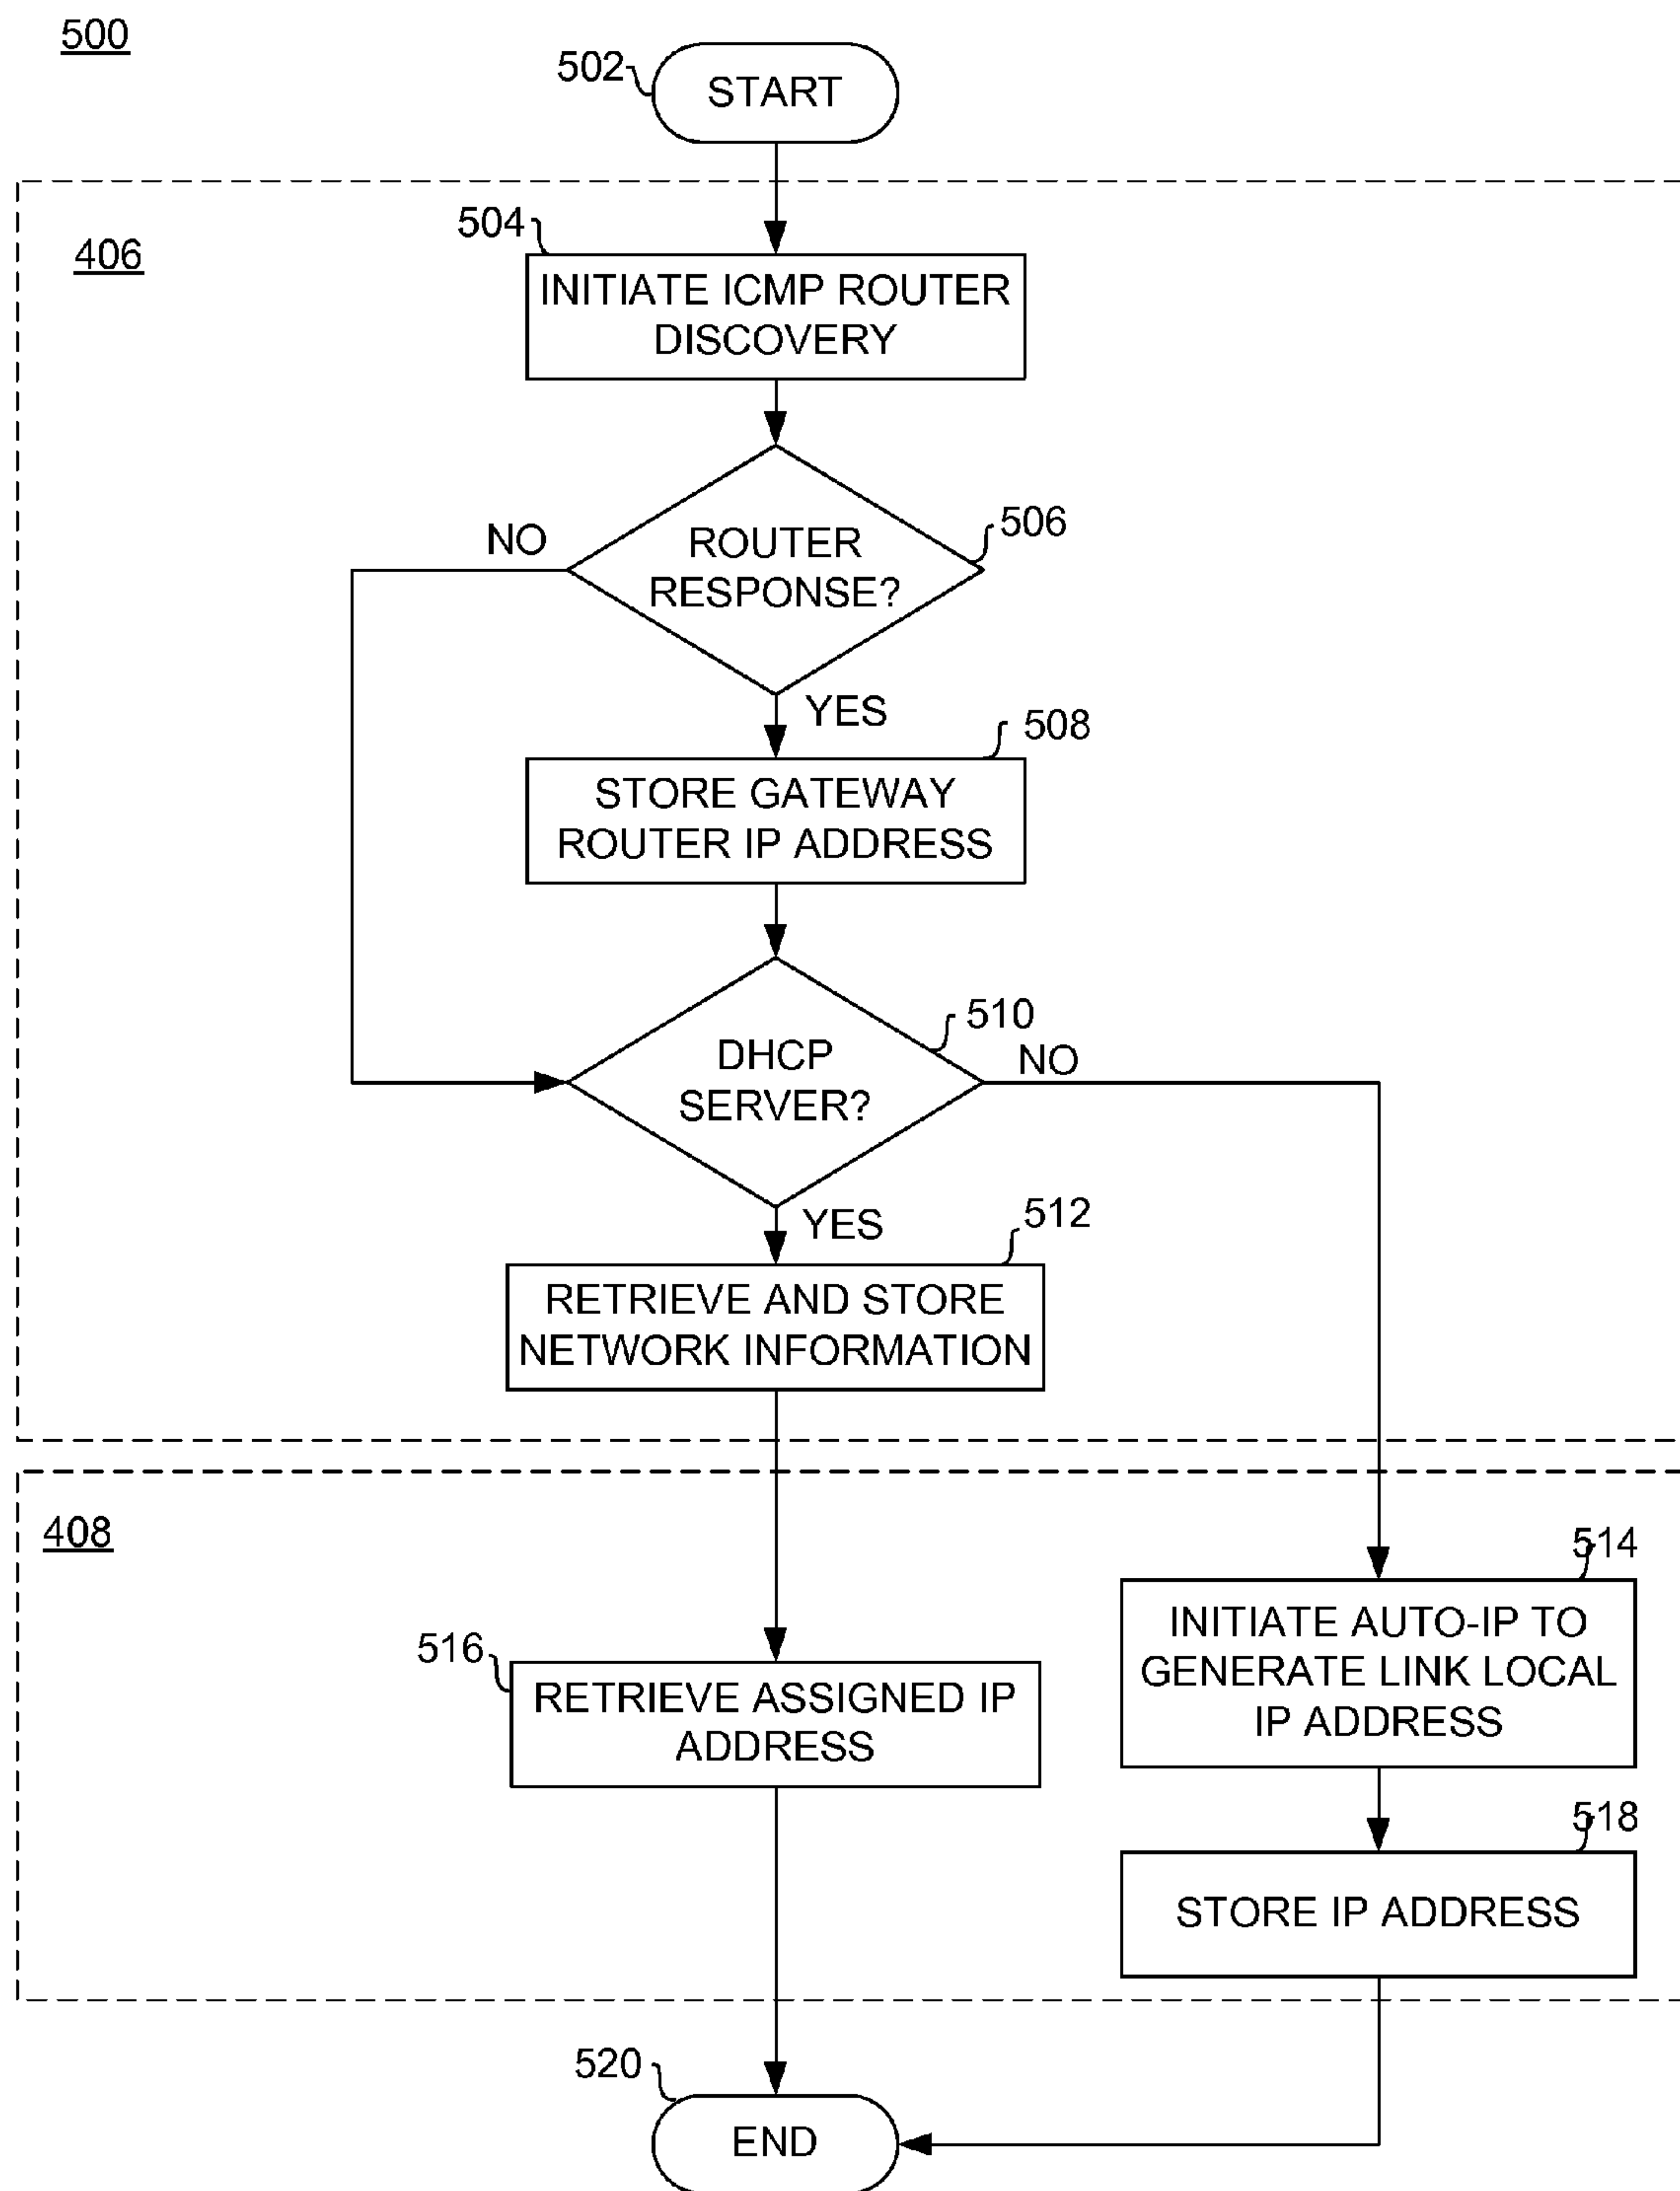 500
502
START
406
504
INITIATE ICMP ROUTER
DISCOVERY
NO
ROUTER
RESPONSE?
506
YES
508
STORE GATEWAY
ROUTER IP ADDRESS
510
DHCP
SERVER?
NO
YES
512
RETRIEVE AND STORE
NETWORK INFORMATION
408
514
INITIATE AUTO-IP TO
GENERATE LINK LOCAL
IP ADDRESS
516
RETRIEVE ASSIGNED IP
ADDRESS
518
STORE IP ADDRESS
520
END